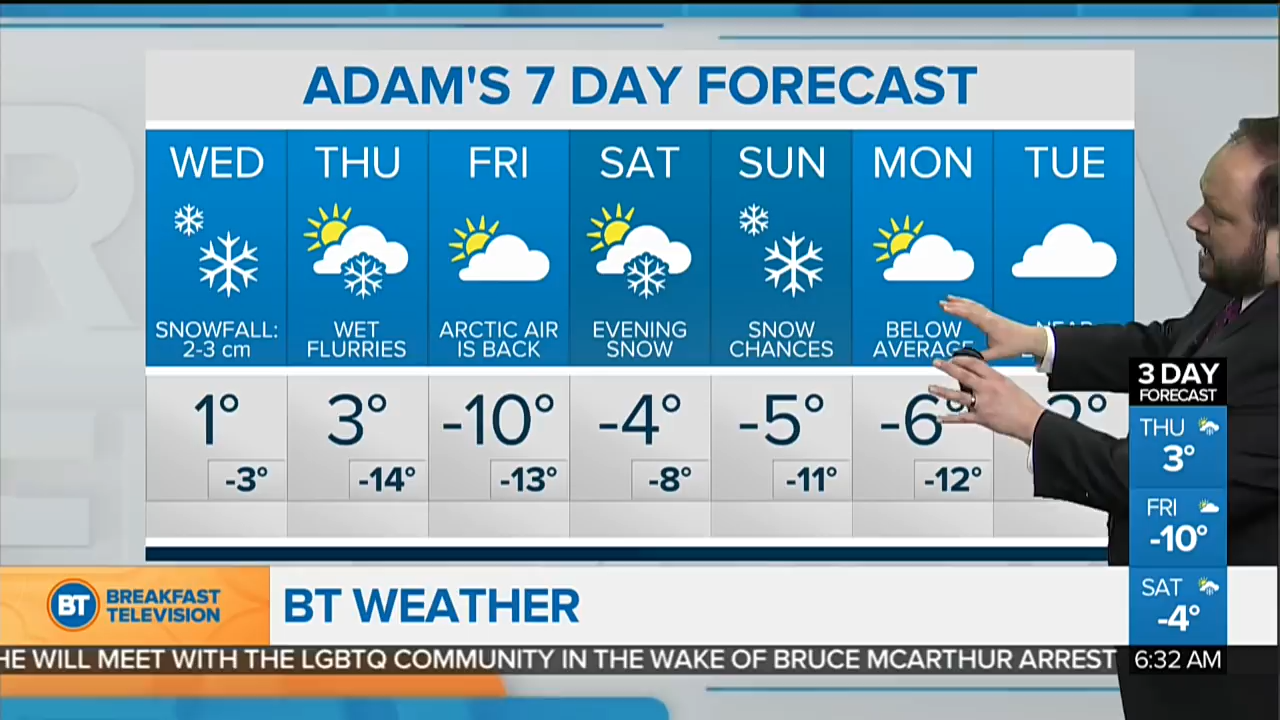 ADAM'S 7 DAY FORECAST
WED
THU
FRI
SAT
SUN
MON
TUE
SNOWFALL:
2-3 cm
WET
FLURRIES
ARCTIC AIR
IS BACK
EVENING
SNOW
SNOW
CHANCES
BELOW
AVERAGE
1°
3°
-10°
-4°
-5°
-6°
-3°
-14°
-13°
-8°
-11°
-12°
3 DAY
FORECAST
THU
3°
FRI
-10°
SAT
-4°
BT
BREAKFAST
TELEVISION
BT WEATHER
HE WILL MEET WITH THE LGBTQ COMMUNITY IN THE WAKE OF BRUCE MCARTHUR ARREST
6:32 AM